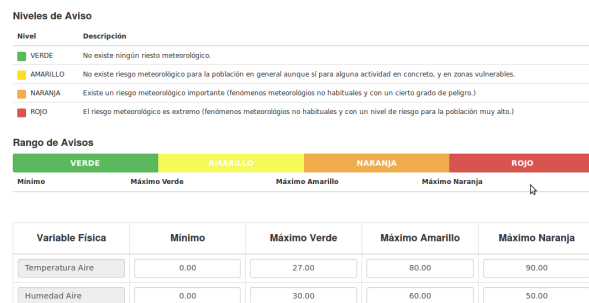 Niveles de Aviso
Nivel Descripción
VERDE No existe ningún riesto meteorológico.
AMARILLO No existe riesgo meteorológico para la población en general aunque sí para alguna actividad en concreto, y en zonas vulnerables.
NARANJA Existe un riesgo meteorológico importante (fenómenos meteorológios no habituales y con un cierto grado de peligro.)
ROJO El riesgo meteorológico es extremo (fenómenos meteorológios no habituales y con un nivel de riesgo para la población muy alto.)
Rango de Avisos
VERDE AMARILLO NARANJA ROJO
Mínimo Máximo Verde Máximo Amarillo Máximo Naranja
Variable Física Mínimo Máximo Verde Máximo Amarillo Máximo Naranja
Temperatura Aire 0.00 27.00 80.00 90.00
Humedad Aire 0.00 30.00 60.00 50.00